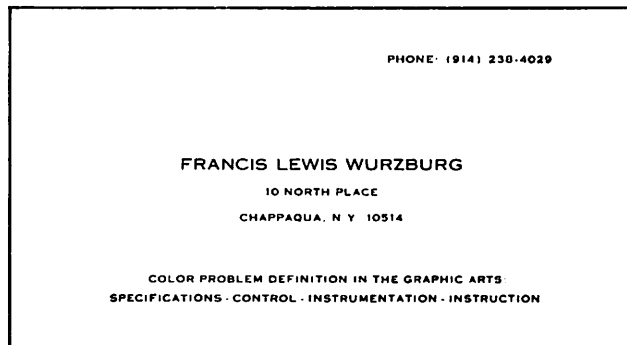 PHONE: (914) 238-4029
FRANCIS LEWIS WURZBURG
10 NORTH PLACE
CHAPPAQUA, N Y 10514
COLOR PROBLEM DEFINITION IN THE GRAPHIC ARTS:
SPECIFICATIONS - CONTROL - INSTRUMENTATION - INSTRUCTION